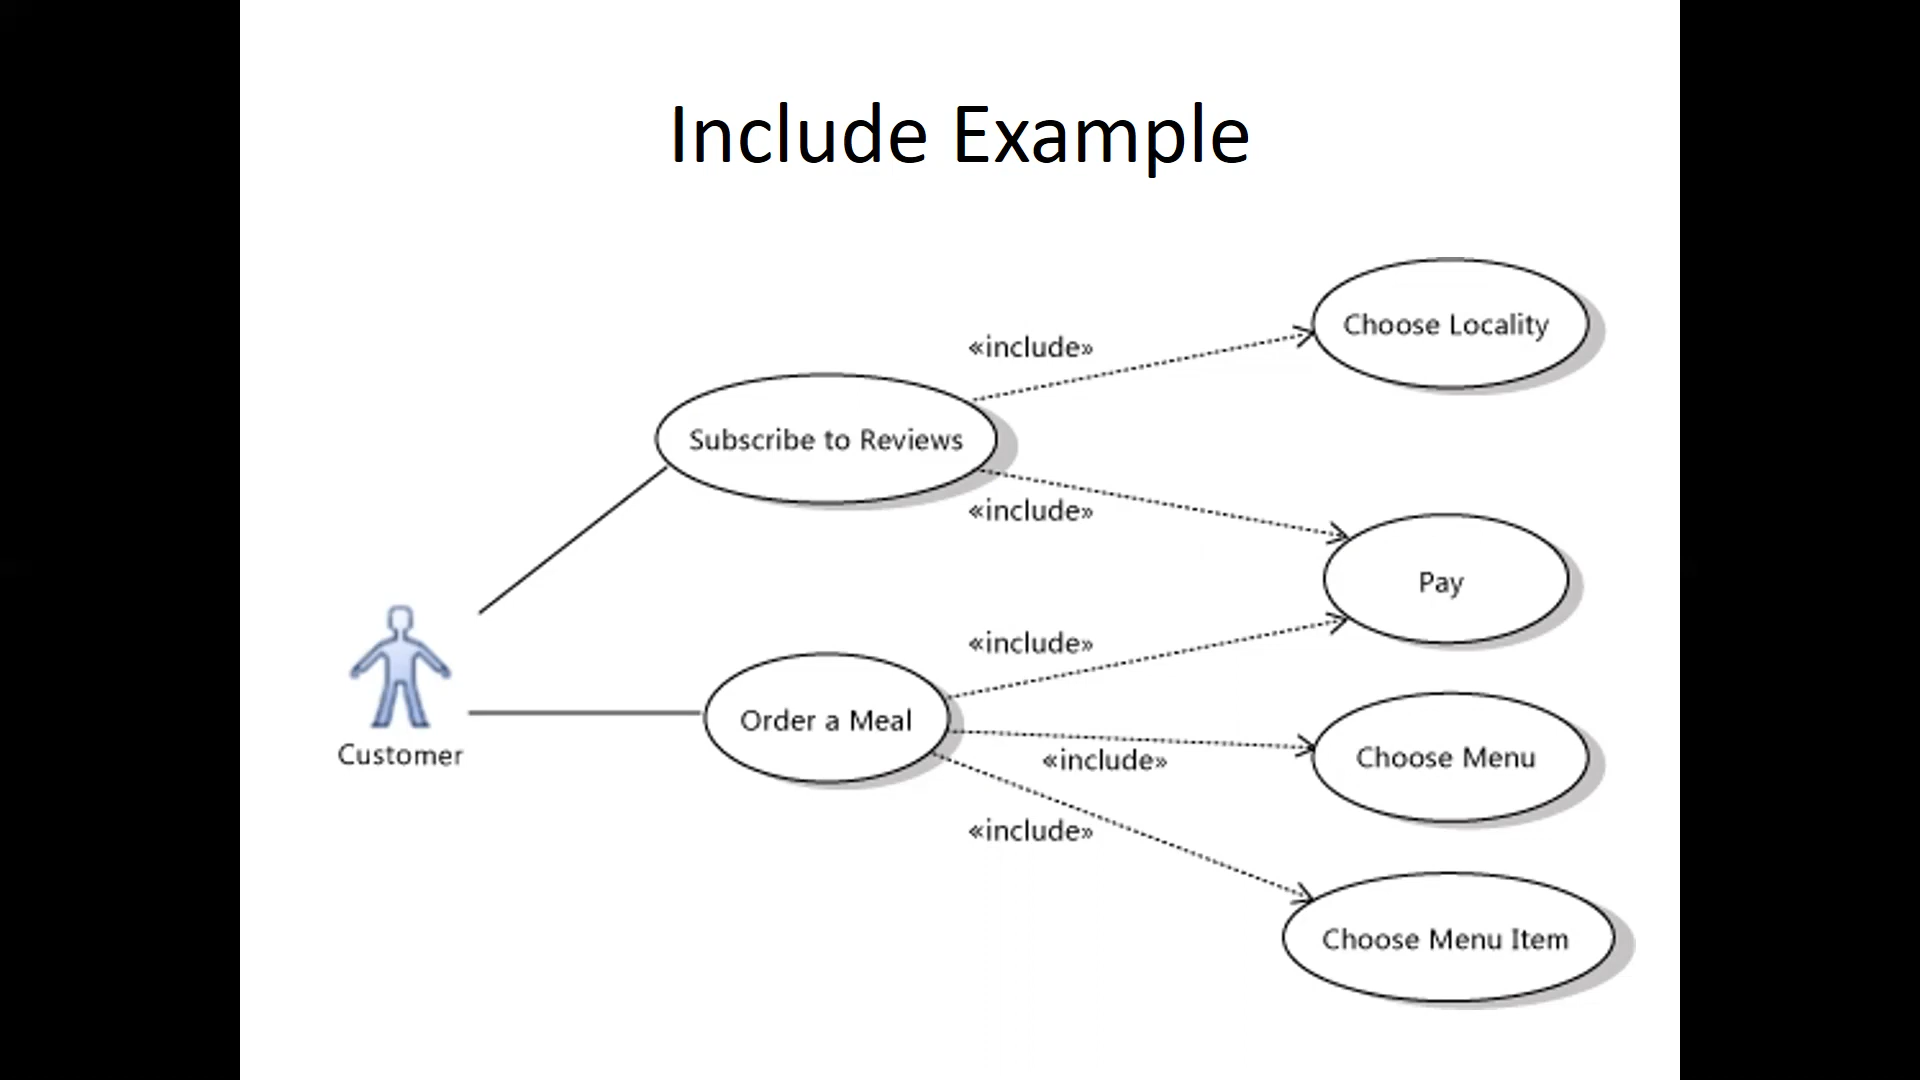 Include Example
«include»
Choose Locality
Subscribe to Reviews
«include»
Pay
«include»
Order a Meal
Customer
«include»
Choose Menu
«include»
Choose Menu Item